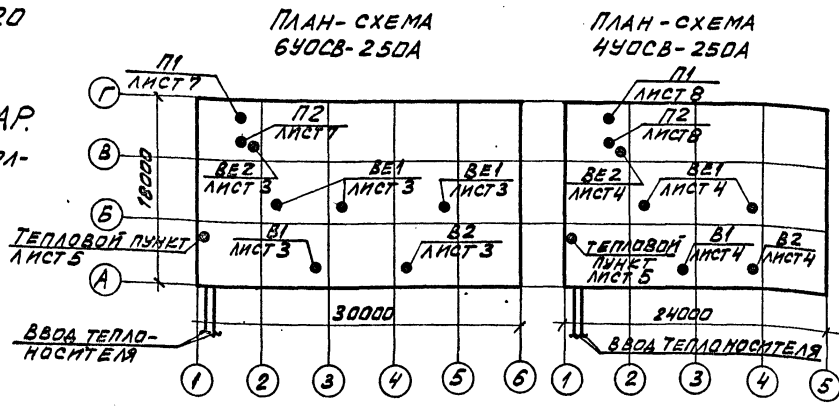 20
АР.
ОЛ-
ПЛАН-СХЕМА
6УОСВ-250А
П1
ЛИСТ 7
П2
ЛИСТ 7
ВЕ2
ЛИСТ 3
ВЕ1
ЛИСТ 3
ВЕ1
ЛИСТ 3
ТЕПЛОВОЙ ПУНКТ
ЛИСТ 5
В1
ЛИСТ 3
В2
ЛИСТ 3
Г
В
Б
А
18000
30000
ВВОД ТЕПЛО-
НОСИТЕЛЯ
1 2 3 4 5 6
ПЛАН-СХЕМА
4УОСВ-250А
П1
ЛИСТ 8
П2
ЛИСТ 8
ВЕ2
ЛИСТ 4
ВЕ1
ЛИСТ 4
ТЕПЛОВОЙ
ПУНКТ
ЛИСТ 5
В1
ЛИСТ 4
В2
ЛИСТ 4
24000
ВВОД ТЕПЛОНОСИТЕЛЯ
1 2 3 4 5